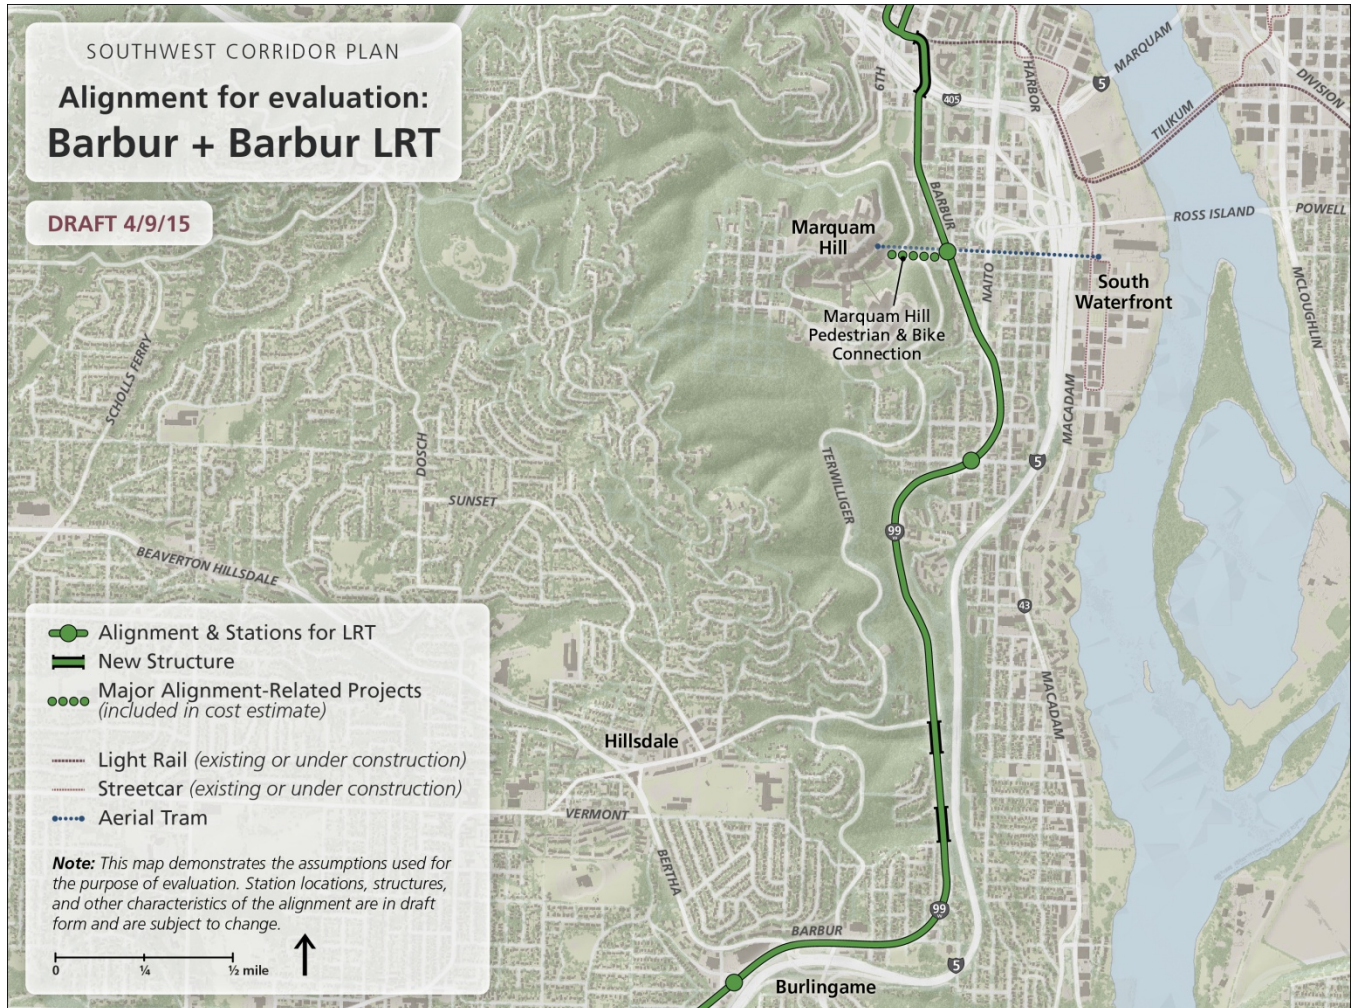 SOUTHWEST CORRIDOR PLAN
Alignment for evaluation:
Barbur + Barbur LRT
DRAFT 4/9/15
6TH
405
HARBOR
5
MARQUAM
DIVISION
TILIKUM
BARBUR
ROSS ISLAND
POWELL
Marquam
Hill
NAITO
South
Waterfront
MCLOUGHLIN
Marquam Hill
Pedestrian & Bike
Connection
SCHOLLS FERRY
DOSCH
MACADAM
SUNSET
TERWILLIGER
5
99
BEAVERTON HILLSDALE
43
MACADAM
Hillsdale
VERMONT
BERTHA
99
BARBUR
5
Burlingame
Alignment & Stations for LRT
New Structure
Major Alignment-Related Projects
(included in cost estimate)
Light Rail (existing or under construction)
Streetcar (existing or under construction)
Aerial Tram
Note: This map demonstrates the assumptions used for
the purpose of evaluation. Station locations, structures,
and other characteristics of the alignment are in draft
form and are subject to change.
0 ¼ ½ mile